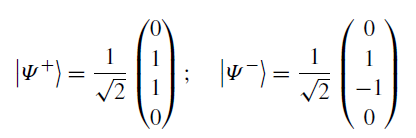 |Ψ⁺⟩ = 1/√2 (0 1 1 0) ; |Ψ⁻⟩ = 1/√2 (0 1 −1 0)